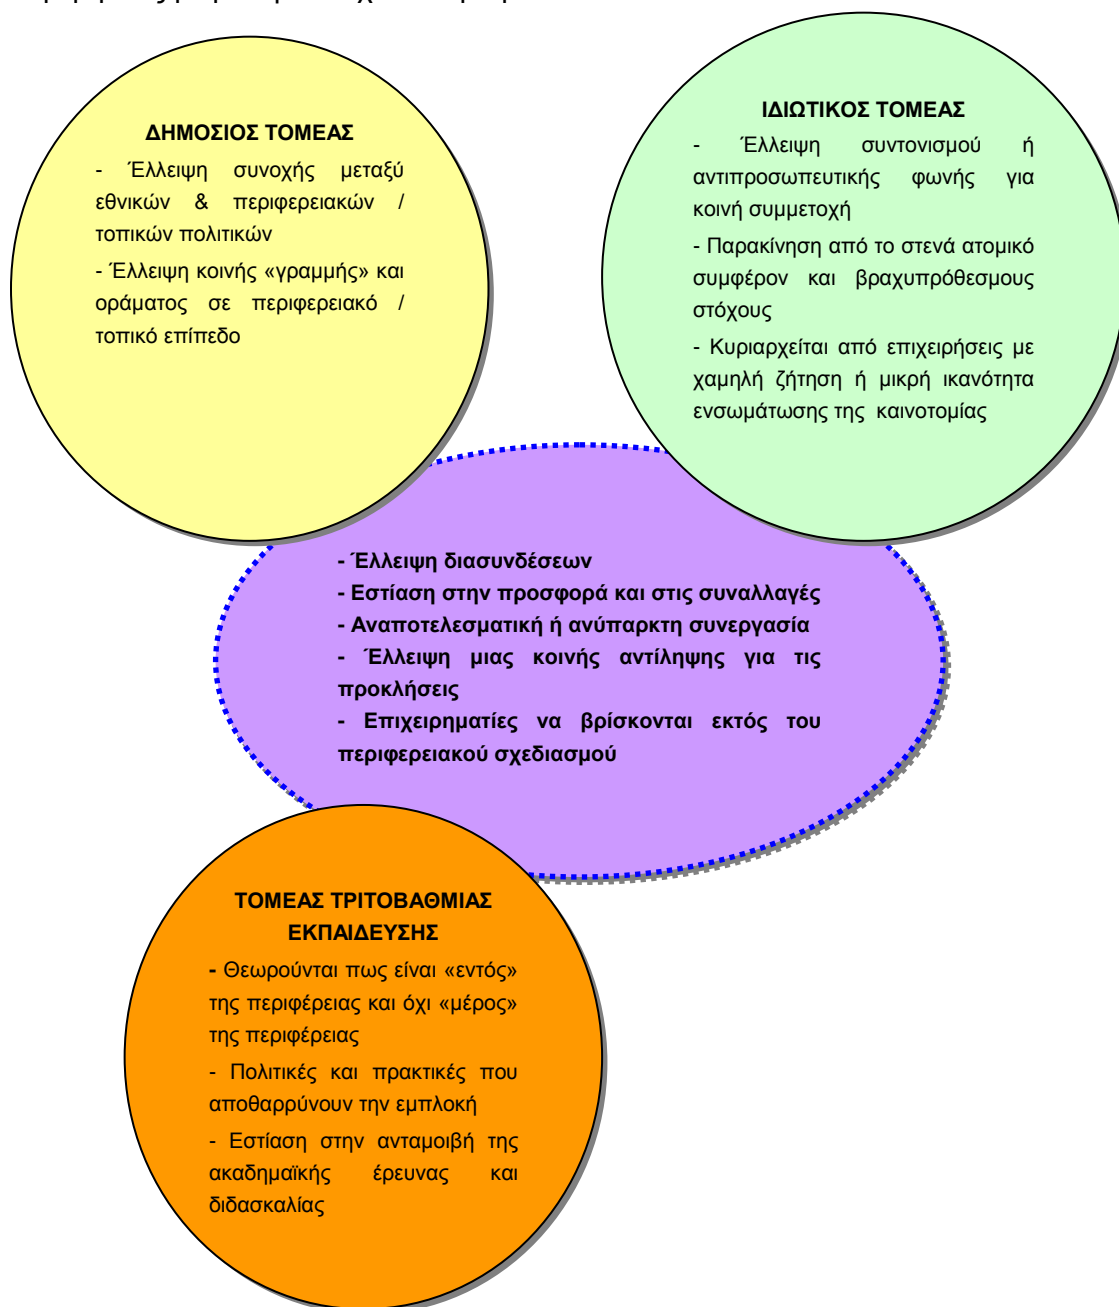 ΔΗΜΟΣΙΟΣ ΤΟΜΕΑΣ
- Έλλειψη συνοχής μεταξύ
εθνικών & περιφερειακών /
τοπικών πολιτικών
- Έλλειψη κοινής «γραμμής» και
οράματος σε περιφερειακό /
τοπικό επίπεδο
ΙΔΙΩΤΙΚΟΣ ΤΟΜΕΑΣ
- Έλλειψη συντονισμού ή
αντιπροσωπευτικής φωνής για
κοινή συμμετοχή
- Παρακίνηση από το στενά ατομικό
συμφέρον και βραχυπρόθεσμους
στόχους
- Κυριαρχείται από επιχειρήσεις με
χαμηλή ζήτηση ή μικρή ικανότητα
ενσωμάτωσης της καινοτομίας
- Έλλειψη διασυνδέσεων
- Εστίαση στην προσφορά και στις συναλλαγές
- Αναποτελεσματική ή ανύπαρκτη συνεργασία
- Έλλειψη μιας κοινής αντίληψης για τις
προκλήσεις
- Επιχειρηματίες να βρίσκονται εκτός του
περιφερειακού σχεδιασμού
ΤΟΜΕΑΣ ΤΡΙΤΟΒΑΘΜΙΑΣ
ΕΚΠΑΙΔΕΥΣΗΣ
- Θεωρούνται πως είναι «εντός»
της περιφέρειας και όχι «μέρος»
της περιφέρειας
- Πολιτικές και πρακτικές που
αποθαρρύνουν την εμπλοκή
- Εστίαση στην ανταμοιβή της
ακαδημαϊκής έρευνας και
διδασκαλίας